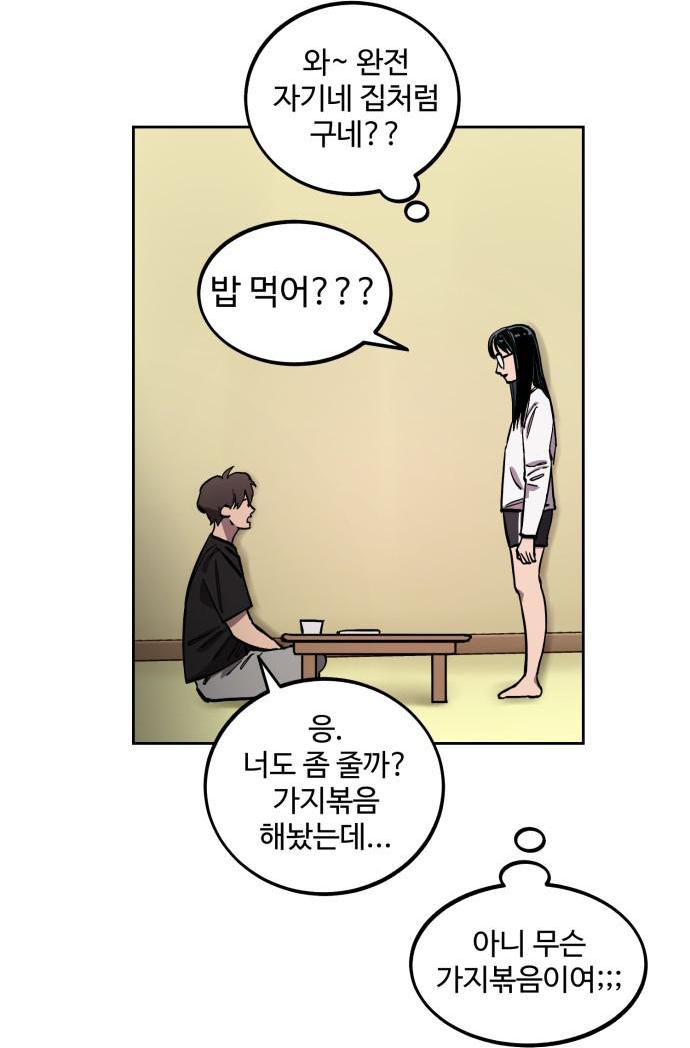 와~ 완전
자기네 집처럼
구네??
밥 먹어???
응.
너도 좀 줄까?
가지볶음
해놨는데...
아니 무슨
가지볶음이여;;;